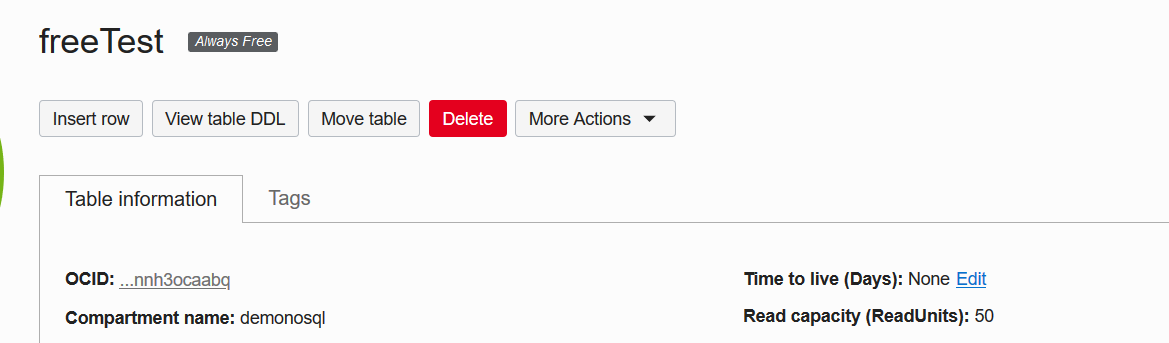 freeTest Always Free
Insert row View table DDL Move table Delete More Actions
Table information Tags
OCID: ...nnh3ocaabq Time to live (Days): None Edit
Compartment name: demonosql Read capacity (ReadUnits): 50